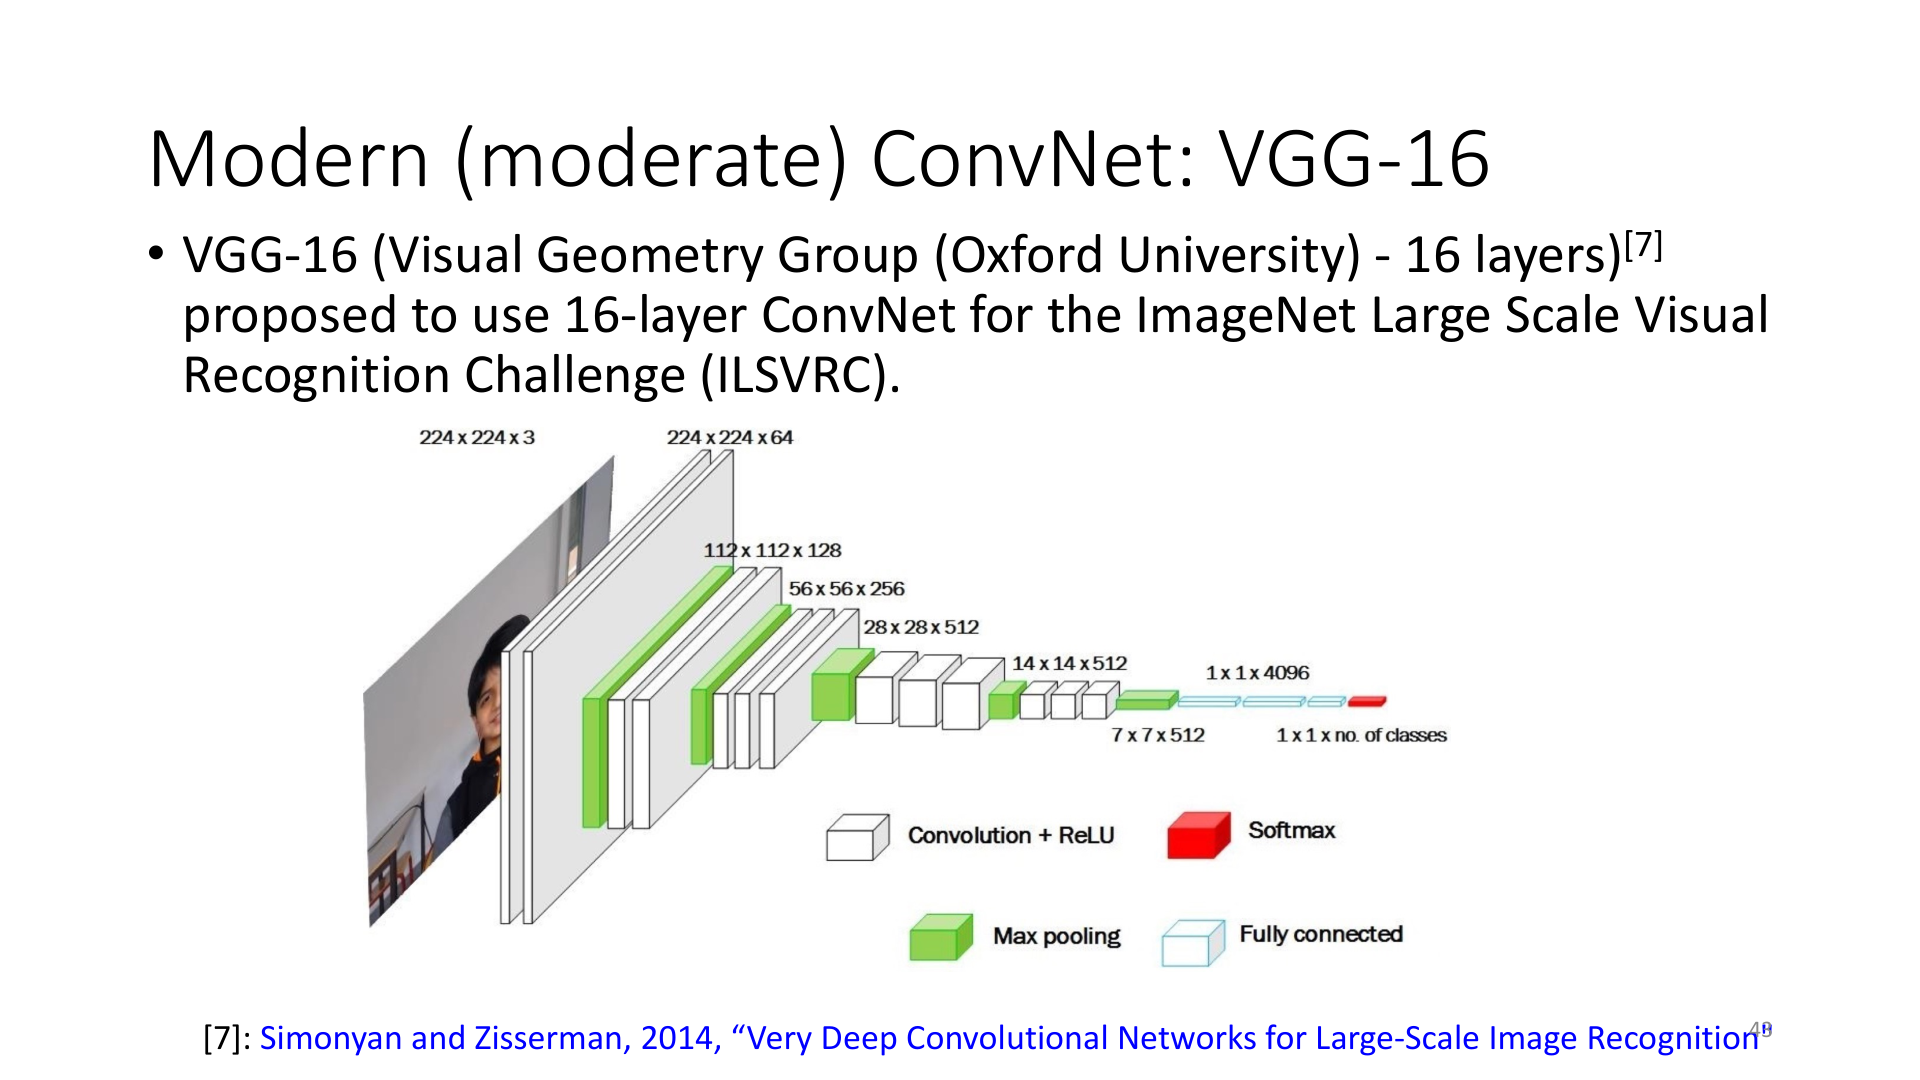 Modern (moderate) ConvNet: VGG-16
• VGG-16 (Visual Geometry Group (Oxford University) - 16 layers)[7]
proposed to use 16-layer ConvNet for the ImageNet Large Scale Visual
Recognition Challenge (ILSVRC).
224 x 224 x 3
224 x 224 x 64
112 x 112 x 128
56 x 56 x 256
28 x 28 x 512
14 x 14 x 512
1 x 1 x 4096
7 x 7 x 512
1 x 1 x no. of classes
Convolution + ReLU
Softmax
Max pooling
Fully connected
[7]: Simonyan and Zisserman, 2014, “Very Deep Convolutional Networks for Large-Scale Image Recognition"